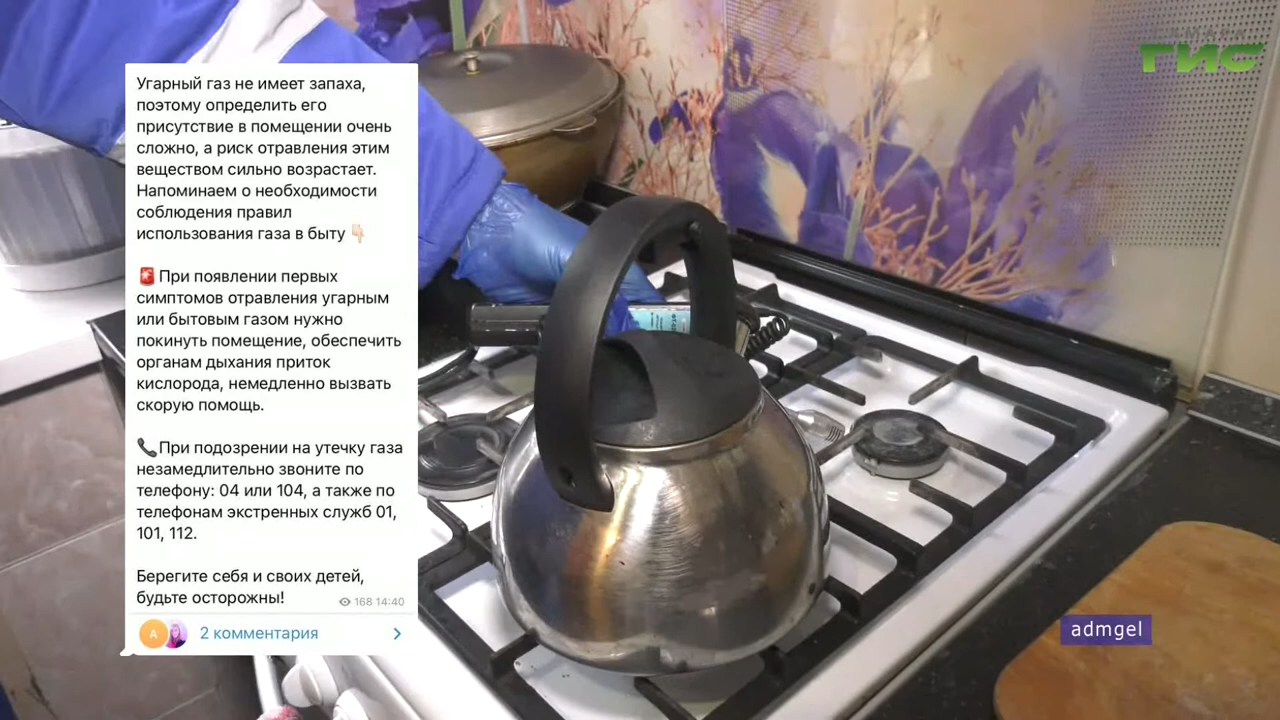 Угарный газ не имеет запаха,
поэтому определить его
присутствие в помещении очень
сложно, а риск отравления этим
веществом сильно возрастает.
Напоминаем о необходимости
соблюдения правил
использования газа в быту 👇🏻
🚨 При появлении первых
симптомов отравления угарным
или бытовым газом нужно
покинуть помещение, обеспечить
органам дыхания приток
кислорода, немедленно вызвать
скорую помощь.
📞При подозрении на утечку газа
незамедлительно звоните по
телефону: 04 или 104, а также по
телефонам экстренных служб 01,
101, 112.
Берегите себя и своих детей,
будьте осторожны!
168 14:40
А
2 комментария
ГИС
admgel